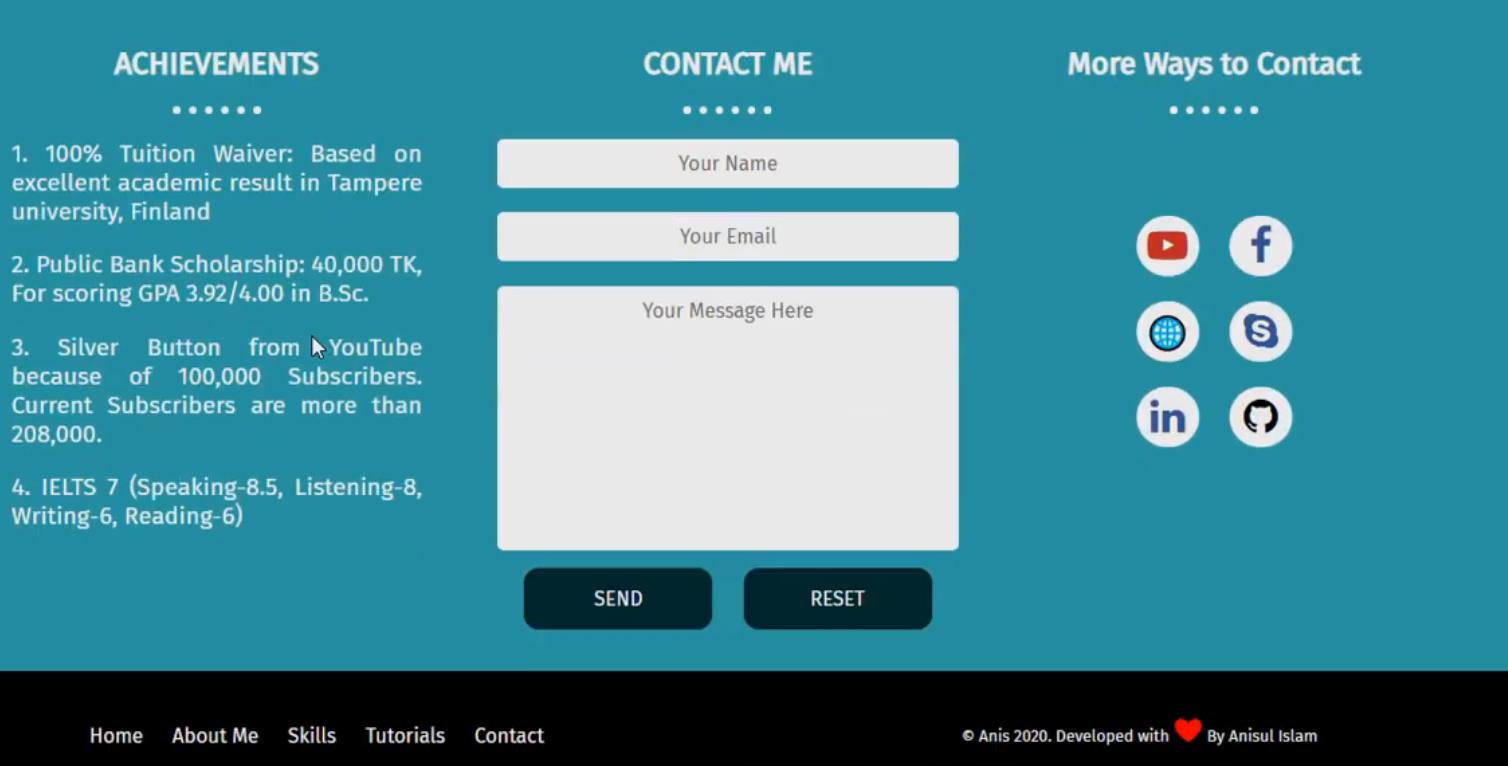 ACHIEVEMENTS
1. 100% Tuition Waiver: Based on
excellent academic result in Tampere
university, Finland
2. Public Bank Scholarship: 40,000 TK,
For scoring GPA 3.92/4.00 in B.Sc.
3. Silver Button from YouTube
because of 100,000 Subscribers.
Current Subscribers are more than
208,000.
4. IELTS 7 (Speaking-8.5, Listening-8,
Writing-6, Reading-6)
CONTACT ME
Your Name
Your Email
Your Message Here
SEND
RESET
More Ways to Contact
f
S
in
Home About Me Skills Tutorials Contact
© Anis 2020. Developed with ❤ By Anisul Islam